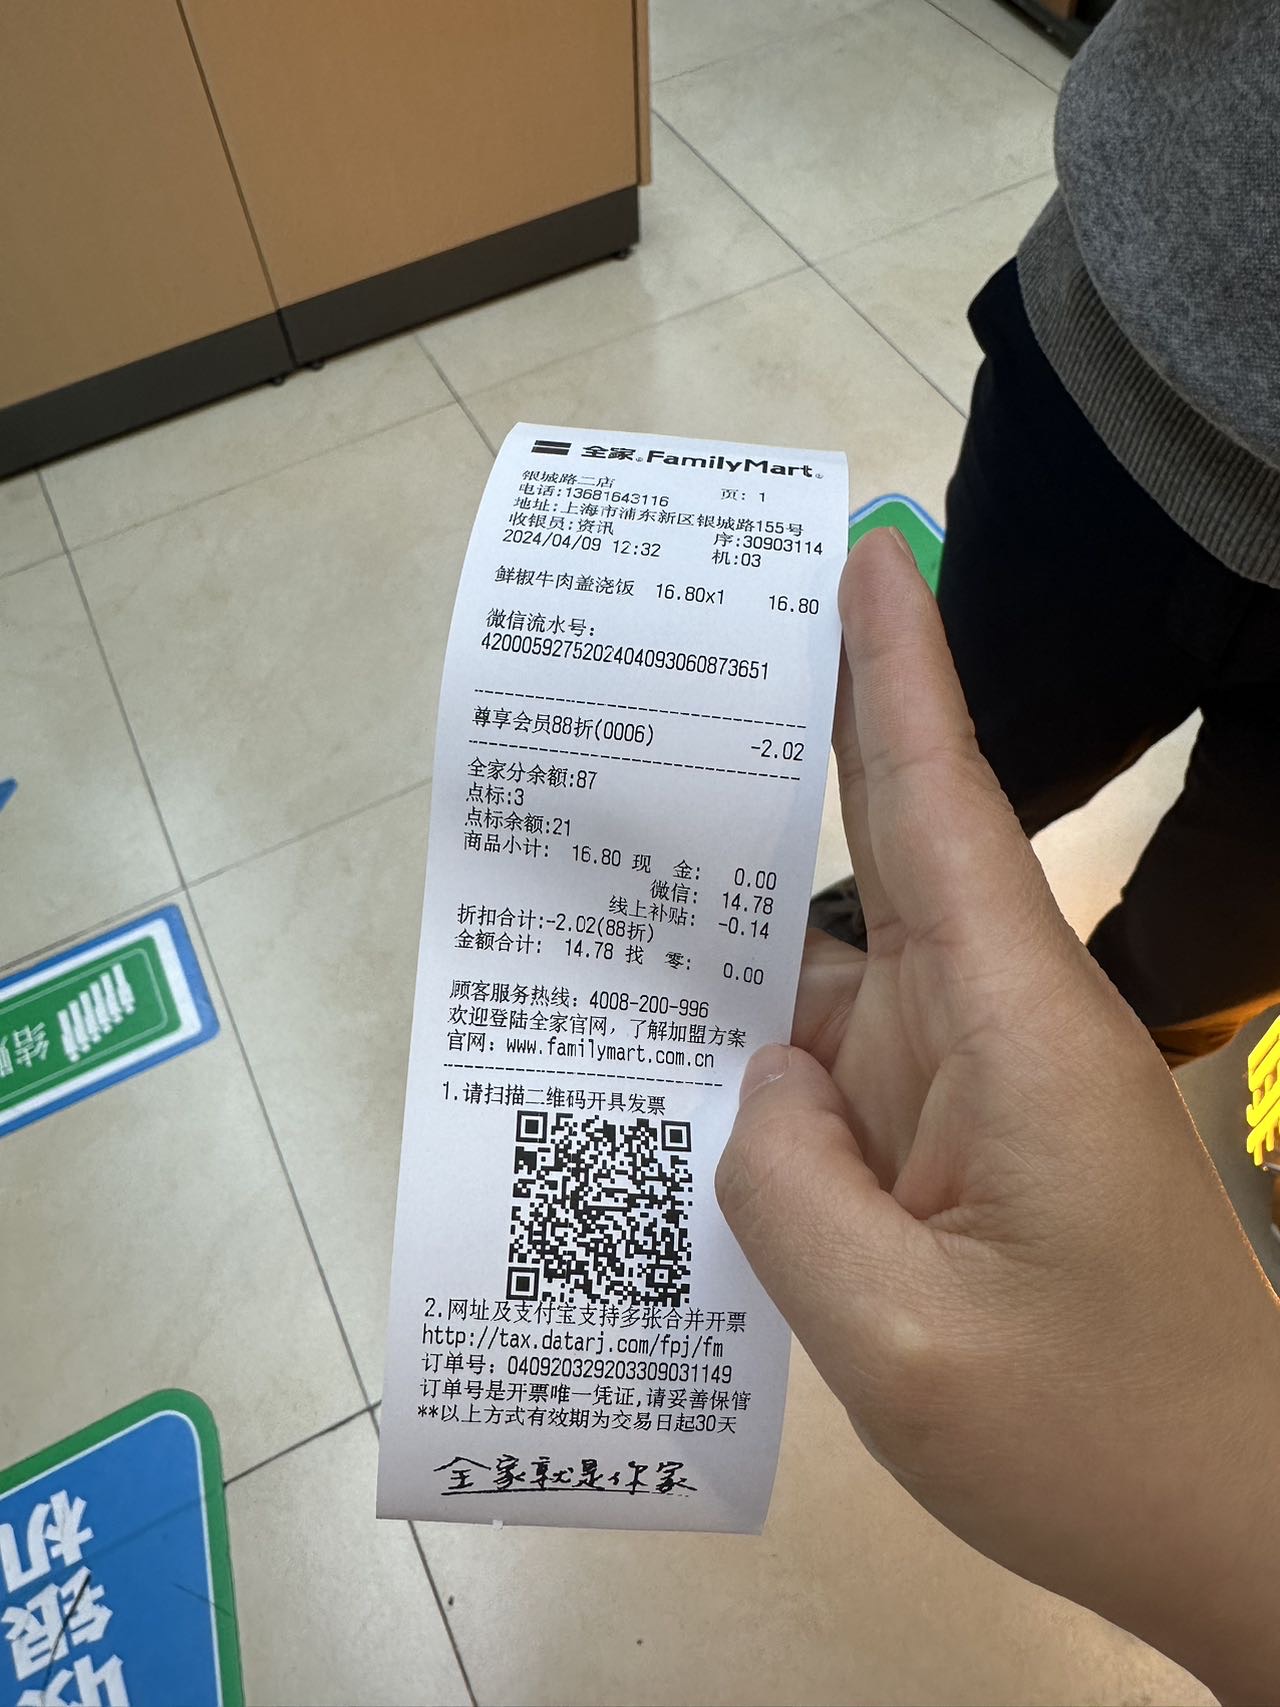 全家 FamilyMart
银城路二店 页: 1
电话:13681643116
地址:上海市浦东新区银城路155号
收银员:资讯 序:30903114
2024/04/09 12:32 机:03
鲜椒牛肉盖浇饭 16.80x1 16.80
微信流水号:
4200059275202404093060873651
尊享会员88折(0006) -2.02
全家分余额:87
点标:3
点标余额:21
商品小计: 16.80 现 金: 0.00
微信: 14.78
线上补贴: -0.14
折扣合计:-2.02(88折)
金额合计: 14.78 找 零: 0.00
顾客服务热线: 4008-200-996
欢迎登陆全家官网, 了解加盟方案
官网: www.familymart.com.cn
1.请扫描二维码开具发票
2.网址及支付宝支持多张合并开票
http://tax.datarj.com/fpj/fm
订单号: 040920329203309031149
订单号是开票唯一凭证,请妥善保管
**以上方式有效期为交易日起30天
全家就是你家
结
收银机